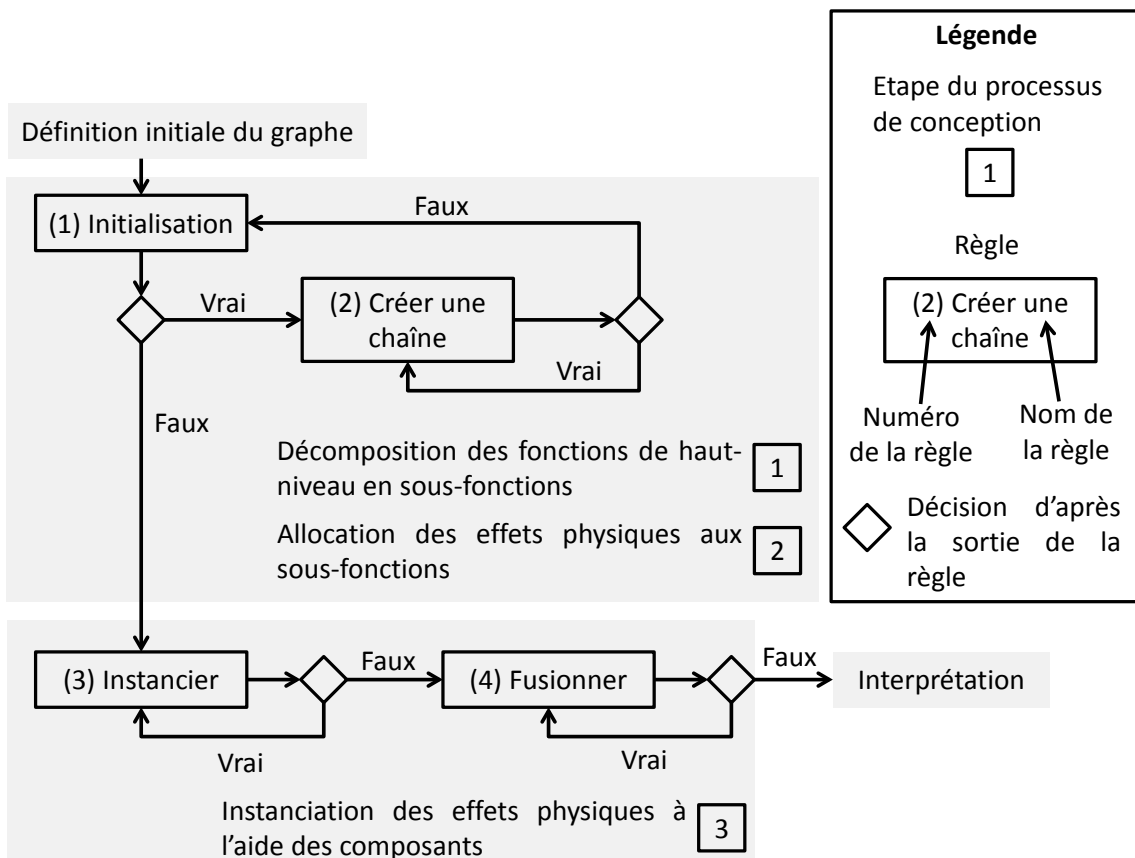 Définition initiale du graphe
(1) Initialisation
Faux
Vrai
(2) Créer une
chaîne
Vrai
Faux
Décomposition des fonctions de haut-
niveau en sous-fonctions
1
Allocation des effets physiques aux
sous-fonctions
2
(3) Instancier
Faux
Vrai
(4) Fusionner
Faux
Vrai
Interprétation
Instanciation des effets physiques à
l'aide des composants
3
Légende
Etape du processus
de conception
1
Règle
(2) Créer une
chaîne
Numéro
de la règle
Nom de
la règle
Décision d'après
la sortie de la
règle